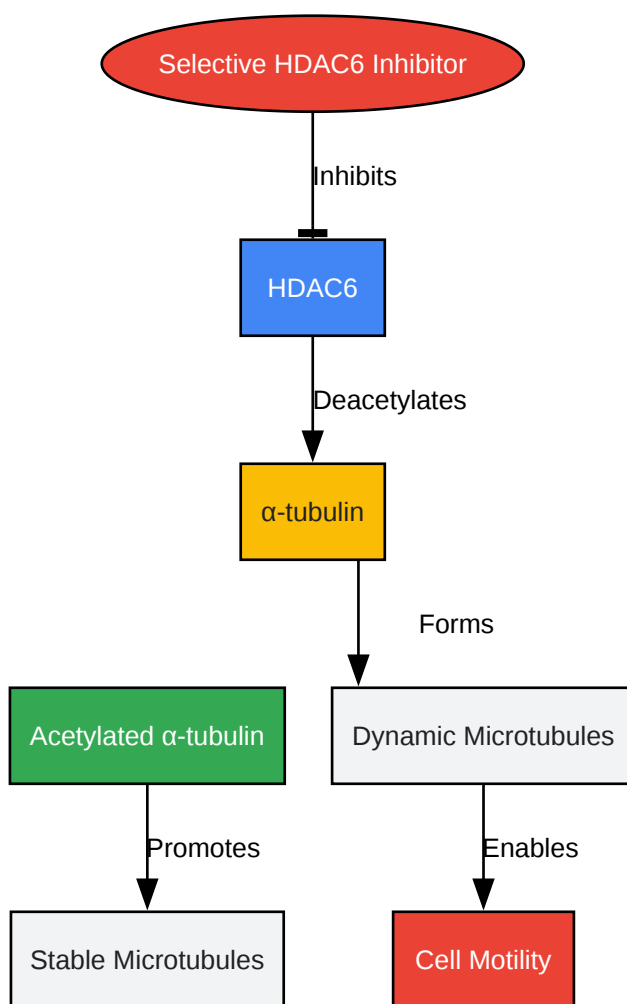 Selective HDAC6 Inhibitor
Inhibits
HDAC6
Deacetylates
α-tubulin
Forms
Acetylated α-tubulin
Dynamic Microtubules
Promotes
Enables
Stable Microtubules
Cell Motility